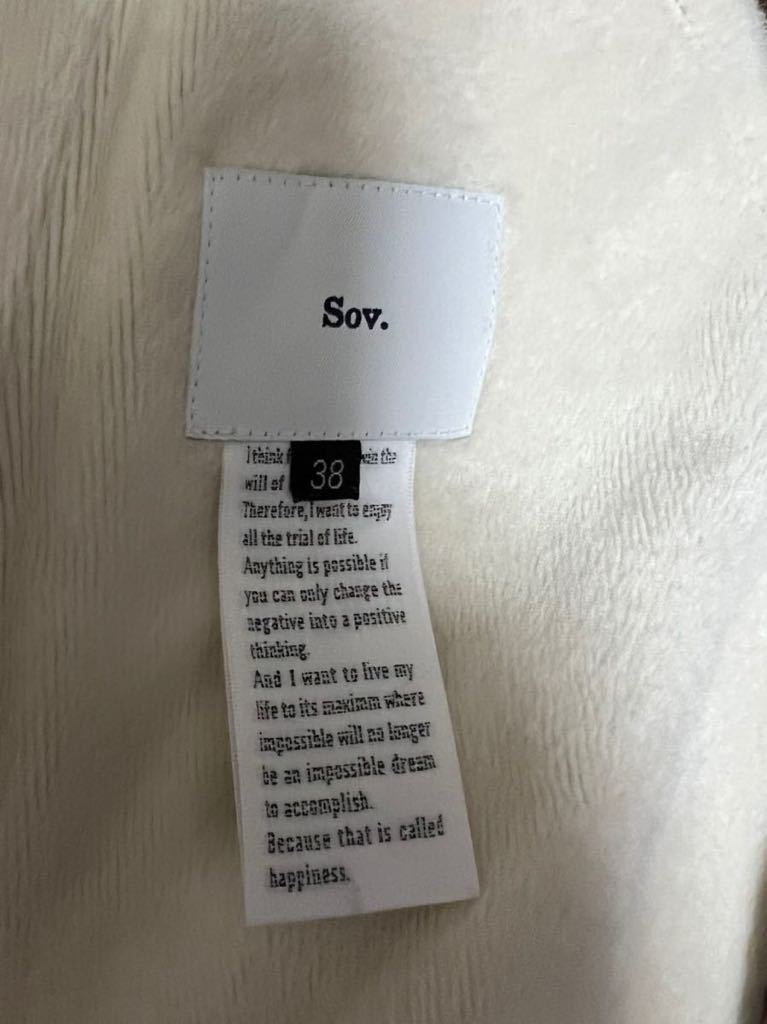 Sov.
38
I think
will of
Therefore, I want to enjoy
all the trial of life.
Anything is possible if
you can only change the
negative into a positive
thinking.
And I want to live my
life to its maximm where
impossible will no longer
be an impossible dream
to accomplish.
Because that is called
happiness.